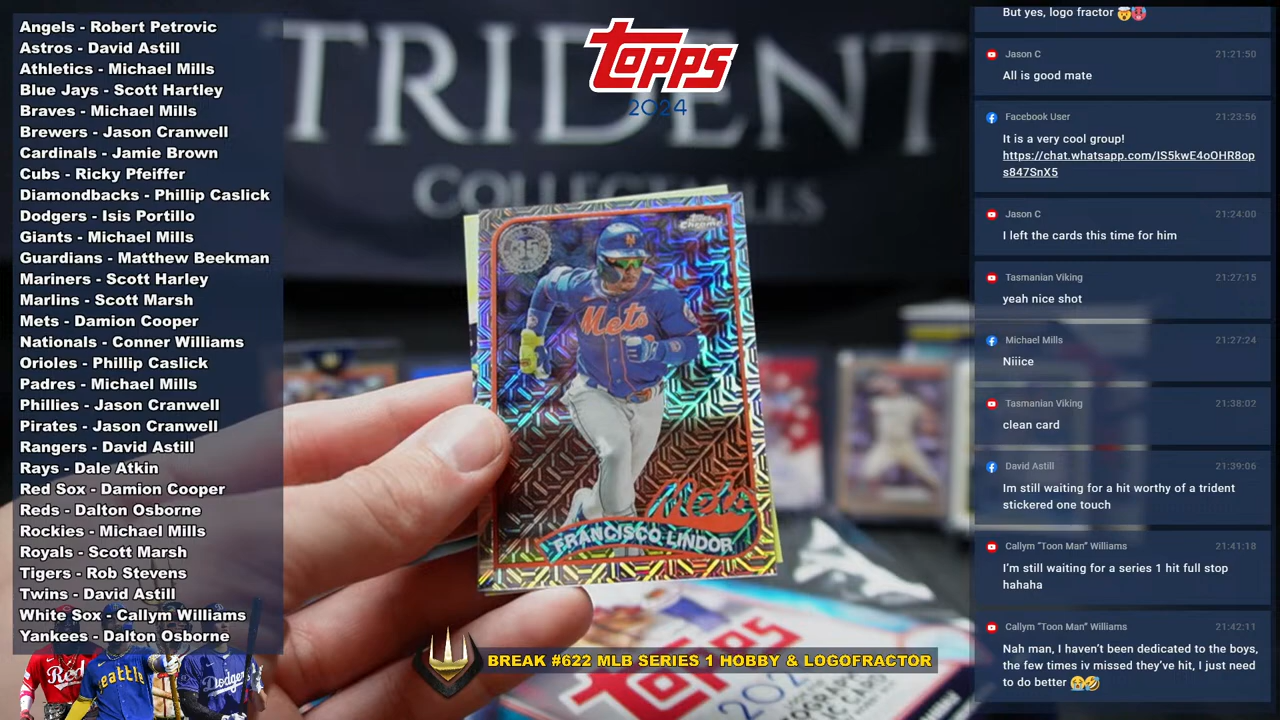 Angels - Robert Petrovic
Astros - David Astill
Athletics - Michael Mills
Blue Jays - Scott Hartley
Braves - Michael Mills
Brewers - Jason Cranwell
Cardinals - Jamie Brown
Cubs - Ricky Pfeiffer
Diamondbacks - Phillip Caslick
Dodgers - Isis Portillo
Giants - Michael Mills
Guardians - Matthew Beekman
Mariners - Scott Harley
Marlins - Scott Marsh
Mets - Damion Cooper
Nationals - Conner Williams
Orioles - Phillip Caslick
Padres - Michael Mills
Phillies - Jason Cranwell
Pirates - Jason Cranwell
Rangers - David Astill
Rays - Dale Atkin
Red Sox - Damion Cooper
Reds - Dalton Osborne
Rockies - Michael Mills
Royals - Scott Marsh
Tigers - Rob Stevens
Twins - David Astill
White Sox - Callym Williams
Yankees - Dalton Osborne
Reds
Seattle
Dodgers
TRIDENT
COLLECTABLES
Topps
2024
Topps
Chrome
35
Mets
Mets
FRANCISCO LINDOR
Topps
BREAK #622 MLB SERIES 1 HOBBY & LOGOFRACTOR
But yes, logo fractor 🤯🥵
Jason C 21:21:50
All is good mate
Facebook User 21:23:56
It is a very cool group!
https://chat.whatsapp.com/IS5kwE4oOHR8op
s847SnX5
Jason C 21:24:00
I left the cards this time for him
Tasmanian Viking 21:27:15
yeah nice shot
Michael Mills 21:27:24
Niiice
Tasmanian Viking 21:38:02
clean card
David Astill 21:39:06
Im still waiting for a hit worthy of a trident
stickered one touch
Callym “Toon Man” Williams 21:41:18
I'm still waiting for a series 1 hit full stop
hahaha
Callym “Toon Man” Williams 21:42:11
Nah man, I haven't been dedicated to the boys,
the few times iv missed they've hit, I just need
to do better 😭🤣